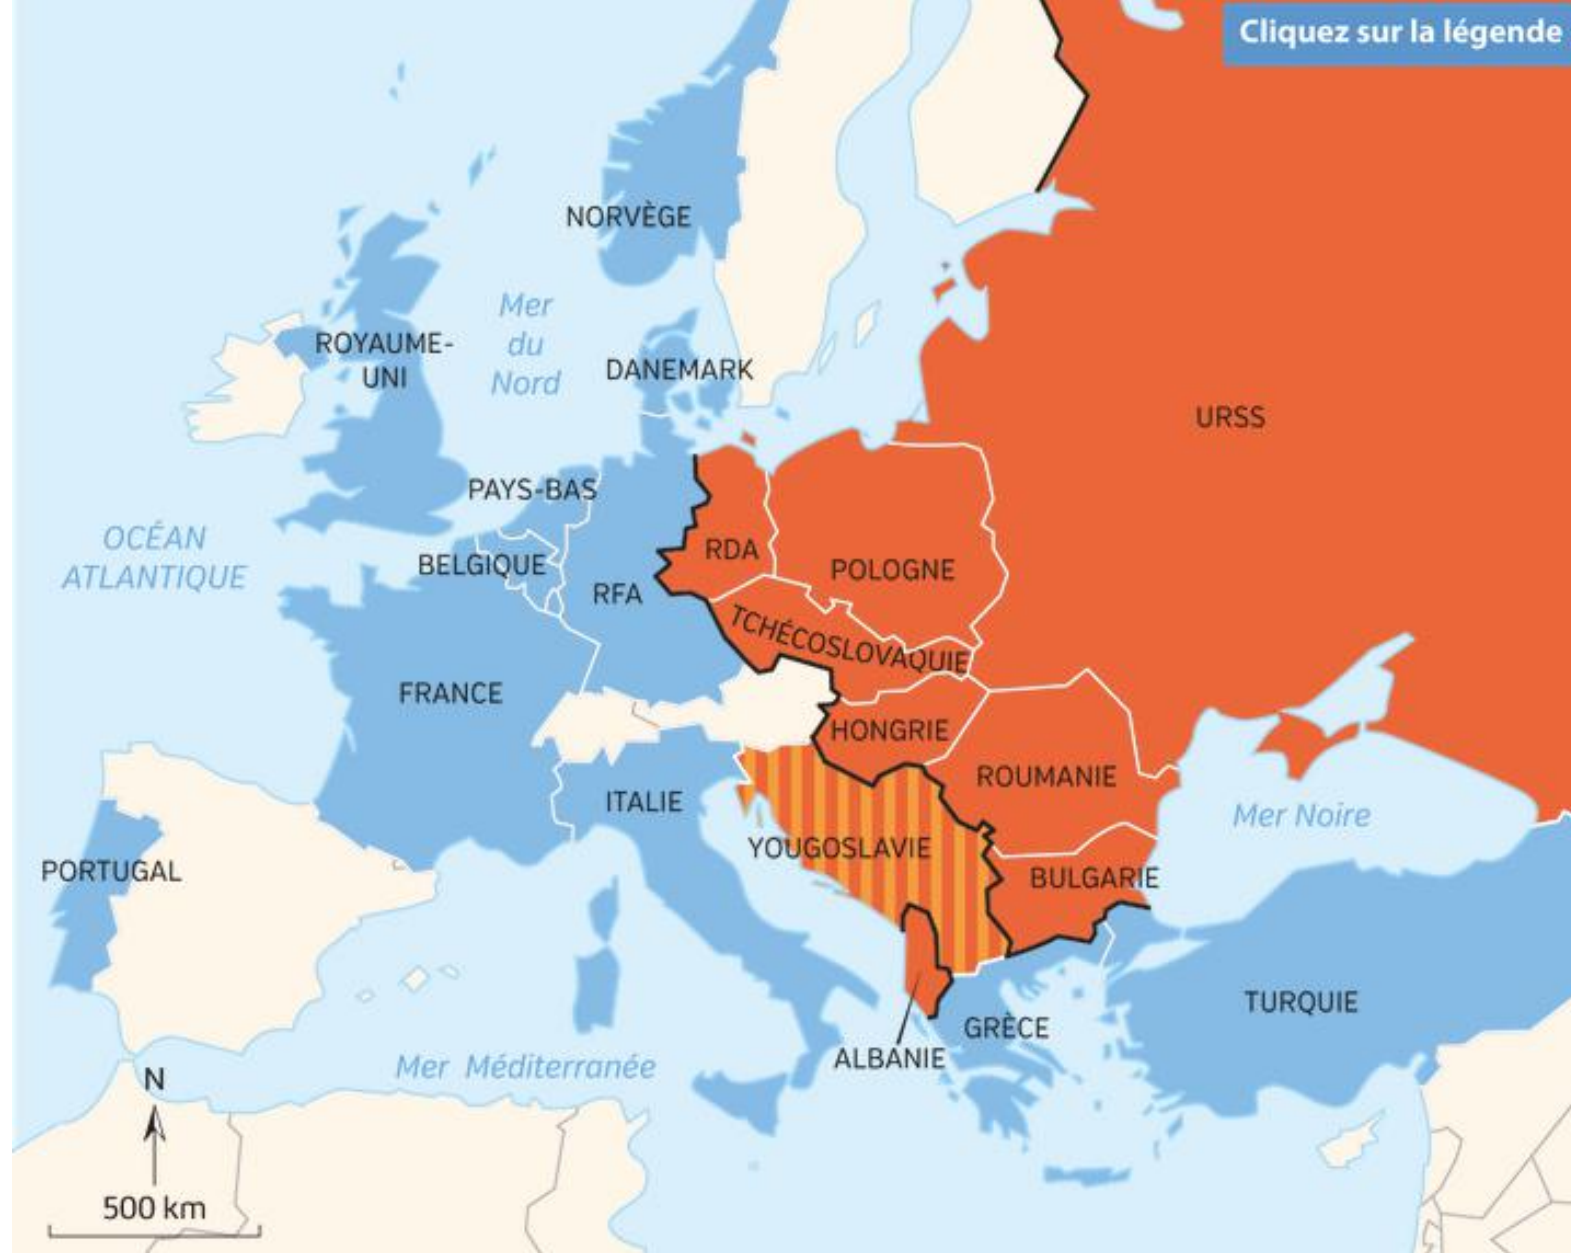 Cliquez sur la légende
NORVÈGE
Mer
du
Nord
ROYAUME-
UNI
DANEMARK
URSS
PAYS-BAS
OCÉAN
ATLANTIQUE
BELGIQUE
RDA
POLOGNE
RFA
TCHÉCOSLOVAQUIE
FRANCE
HONGRIE
ROUMANIE
ITALIE
Mer Noire
YOUGOSLAVIE
PORTUGAL
BULGARIE
TURQUIE
GRÈCE
ALBANIE
Mer Méditerranée
N
500 km